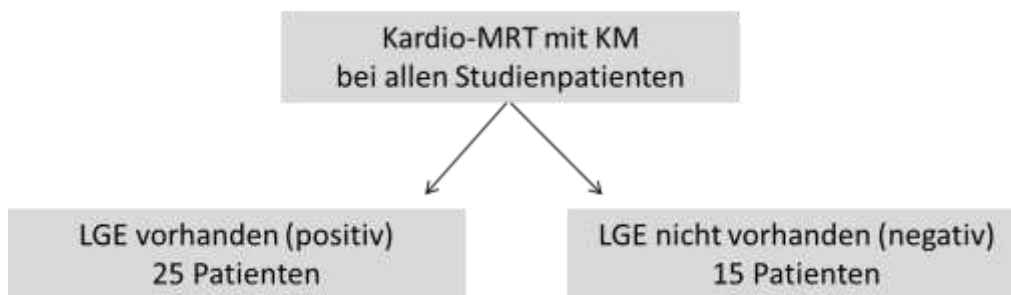 Kardio-MRT mit KM
bei allen Studienpatienten
LGE vorhanden (positiv)
25 Patienten
LGE nicht vorhanden (negativ)
15 Patienten